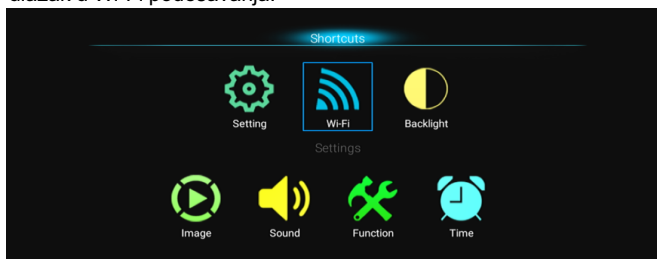 Shortcuts
Setting
Wi-Fi
Backlight
Settings
Image
Sound
Function
Time